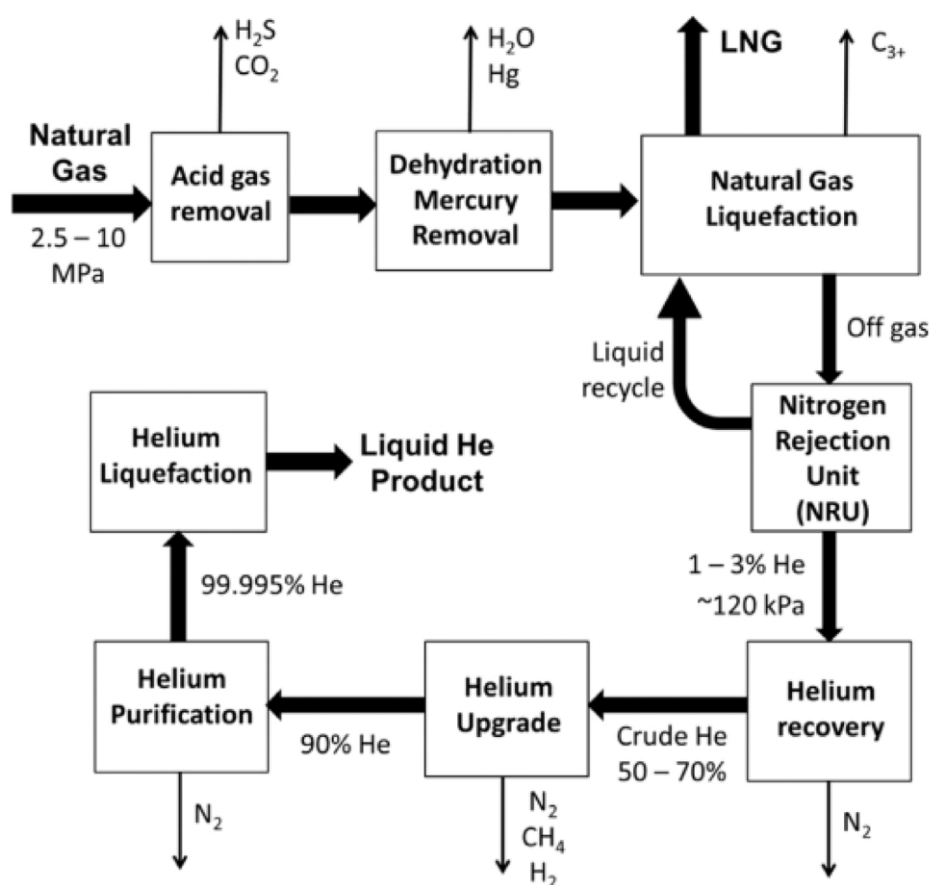 H₂S
CO₂
H₂O
Hg
LNG
C₃₊
Natural
Gas
2.5 – 10
MPa
Acid gas
removal
Dehydration
Mercury
Removal
Natural Gas
Liquefaction
Off gas
Liquid
recycle
Nitrogen
Rejection
Unit
(NRU)
Helium
Liquefaction
Liquid He
Product
1 – 3% He
~120 kPa
99.995% He
Helium
Purification
90% He
Helium
Upgrade
Crude He
50 – 70%
Helium
recovery
N₂
N₂
CH₄
H₂
N₂